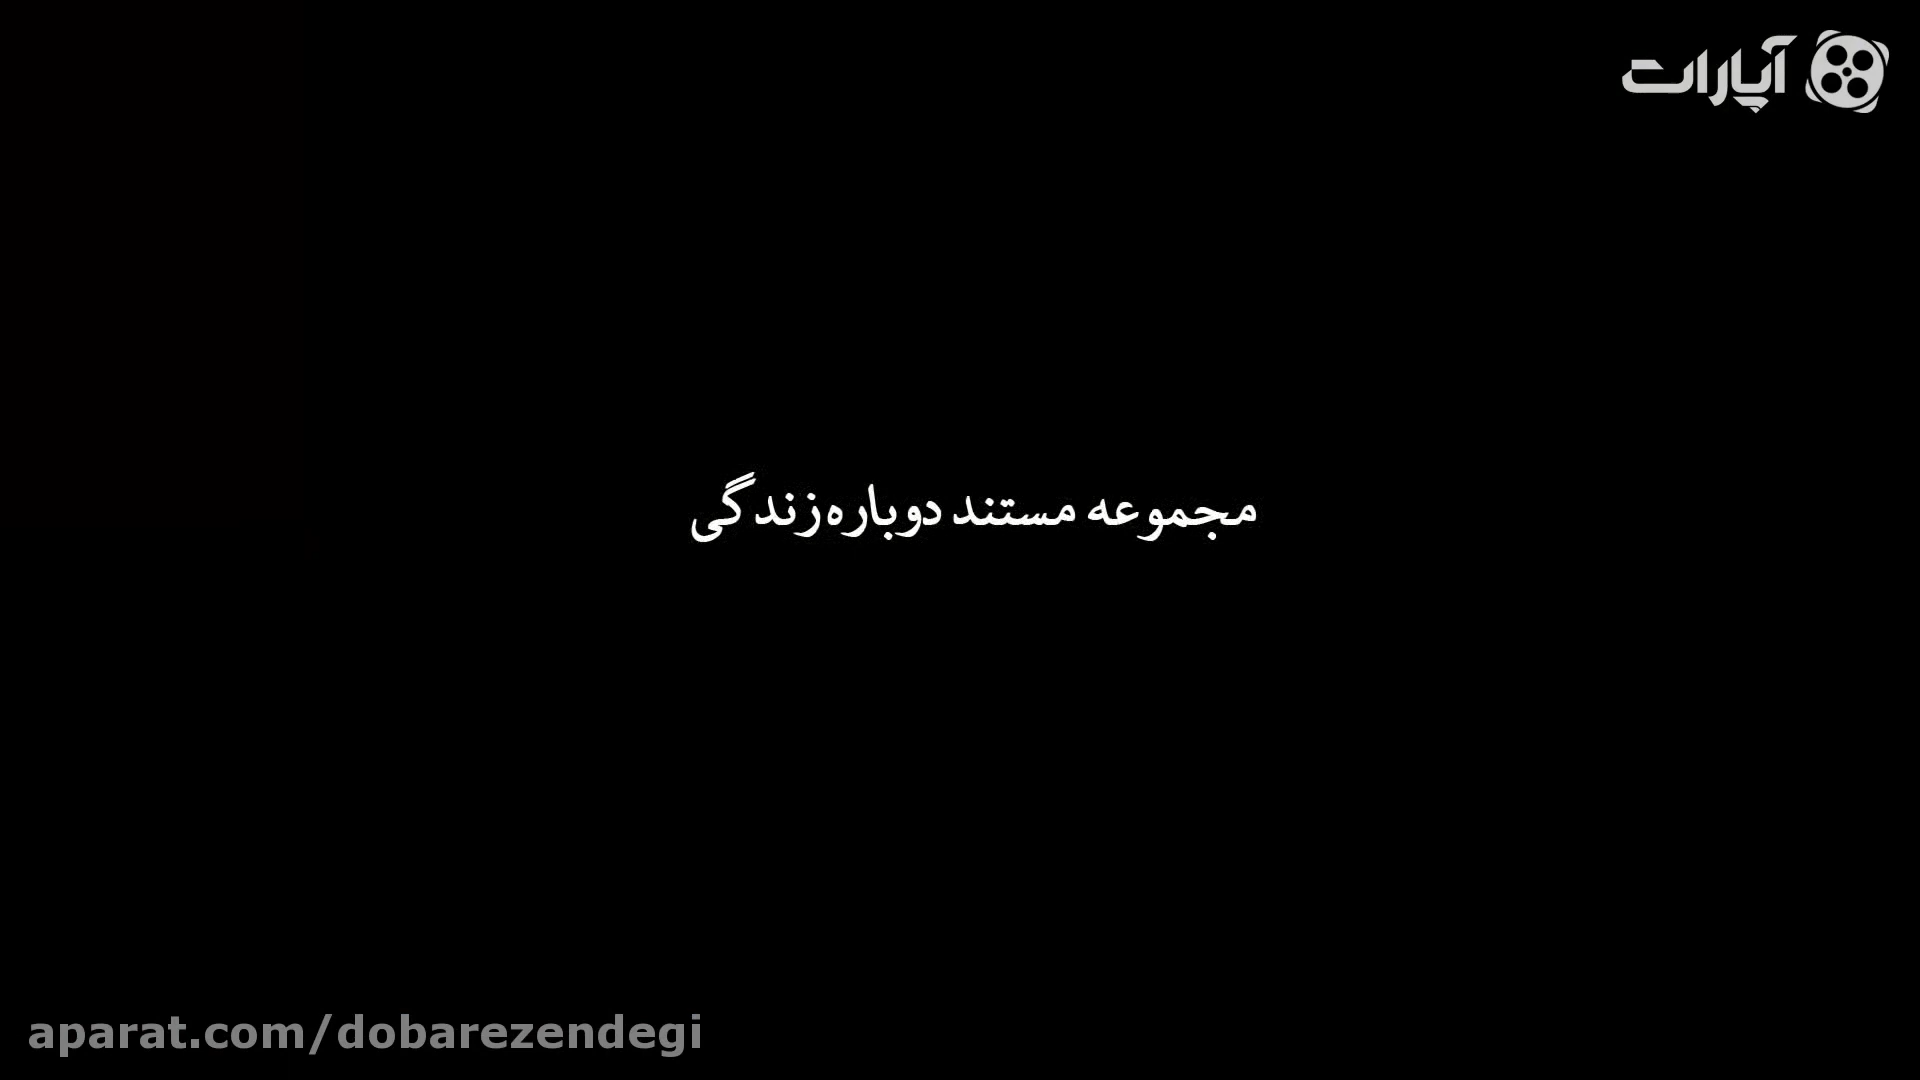 آپارات
مجموعه مستند دوباره زندگی
aparat.com/dobarezendegi